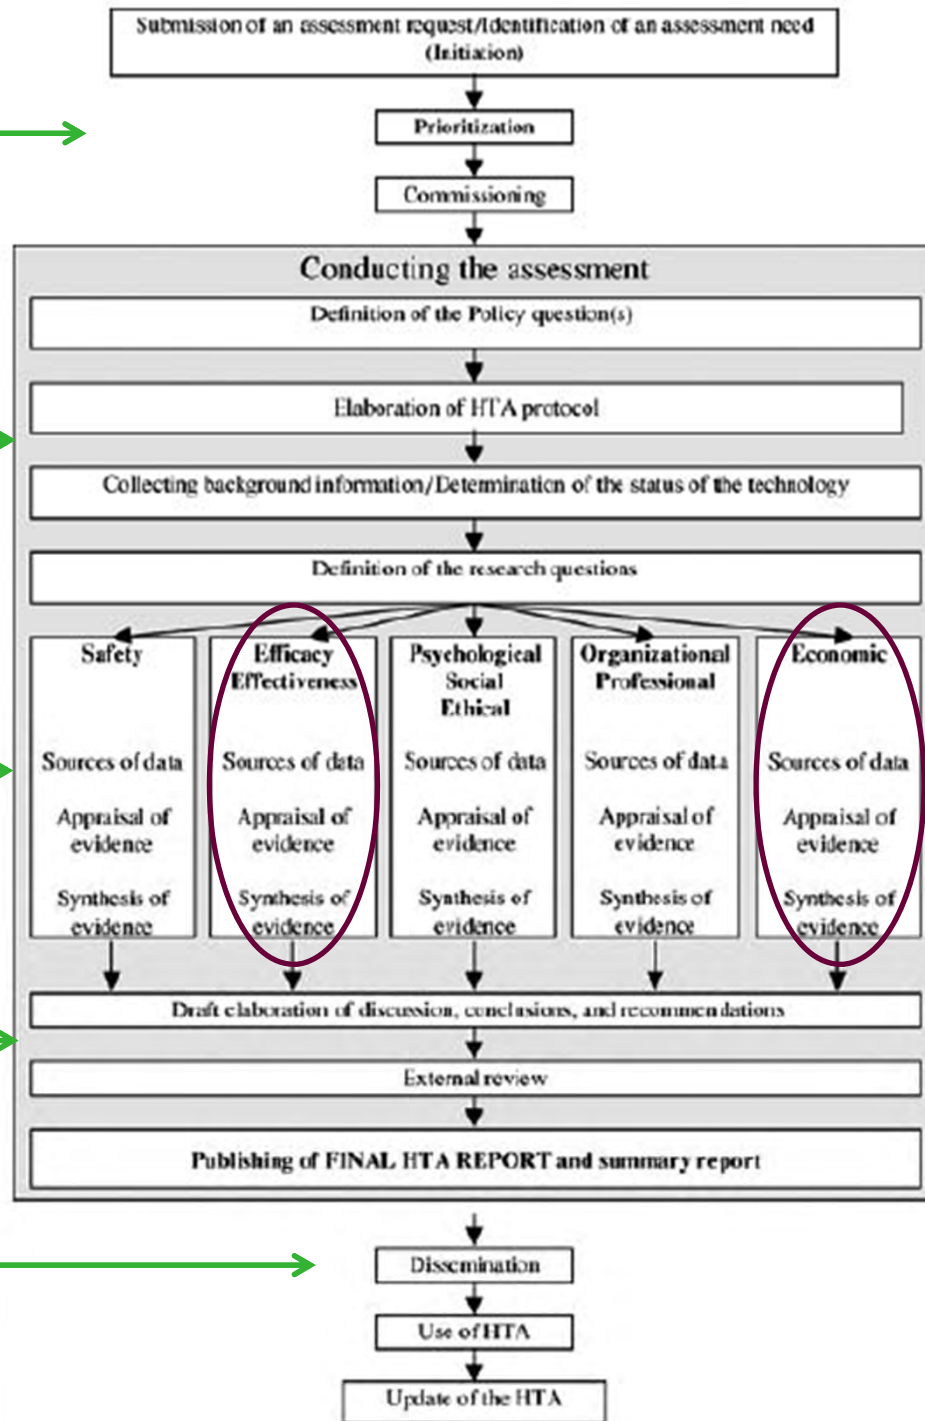 Submission of an assessment request/Identification of an assessment need
(Initiation)
Prioritization
Commissioning
Conducting the assessment
Definition of the Policy question(s)
Elaboration of HTA protocol
Collecting background information/Determination of the status of the technology
Definition of the research questions
Safety
Sources of data
Appraisal of
evidence
Synthesis of
evidence
Efficacy
Effectiveness
Sources of data
Appraisal of
evidence
Synthesis of
evidence
Psychological
Social
Ethical
Sources of data
Appraisal of
evidence
Synthesis of
evidence
Organizational
Professional
Sources of data
Appraisal of
evidence
Synthesis of
evidence
Economic
Sources of data
Appraisal of
evidence
Synthesis of
evidence
Draft elaboration of discussion, conclusions, and recommendations
External review
Publishing of FINAL HTA REPORT and summary report
Dissemination
Use of HTA
Update of the HTA